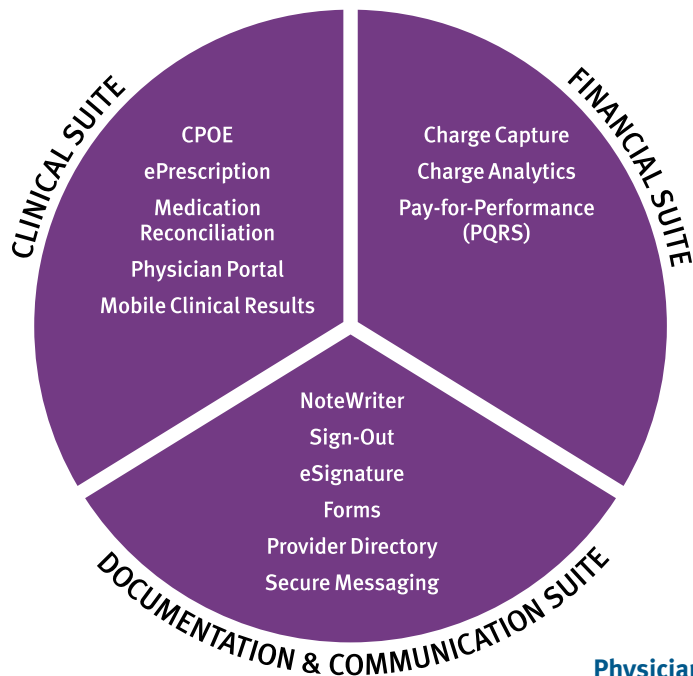 CLINICAL SUITE
CPOE
ePrescription
Medication
Reconciliation
Physician Portal
Mobile Clinical Results
FINANCIAL SUITE
Charge Capture
Charge Analytics
Pay-for-Performance
(PQRS)
NoteWriter
Sign-Out
eSignature
Forms
Provider Directory
Secure Messaging
DOCUMENTATION & COMMUNICATION SUITE
Physician